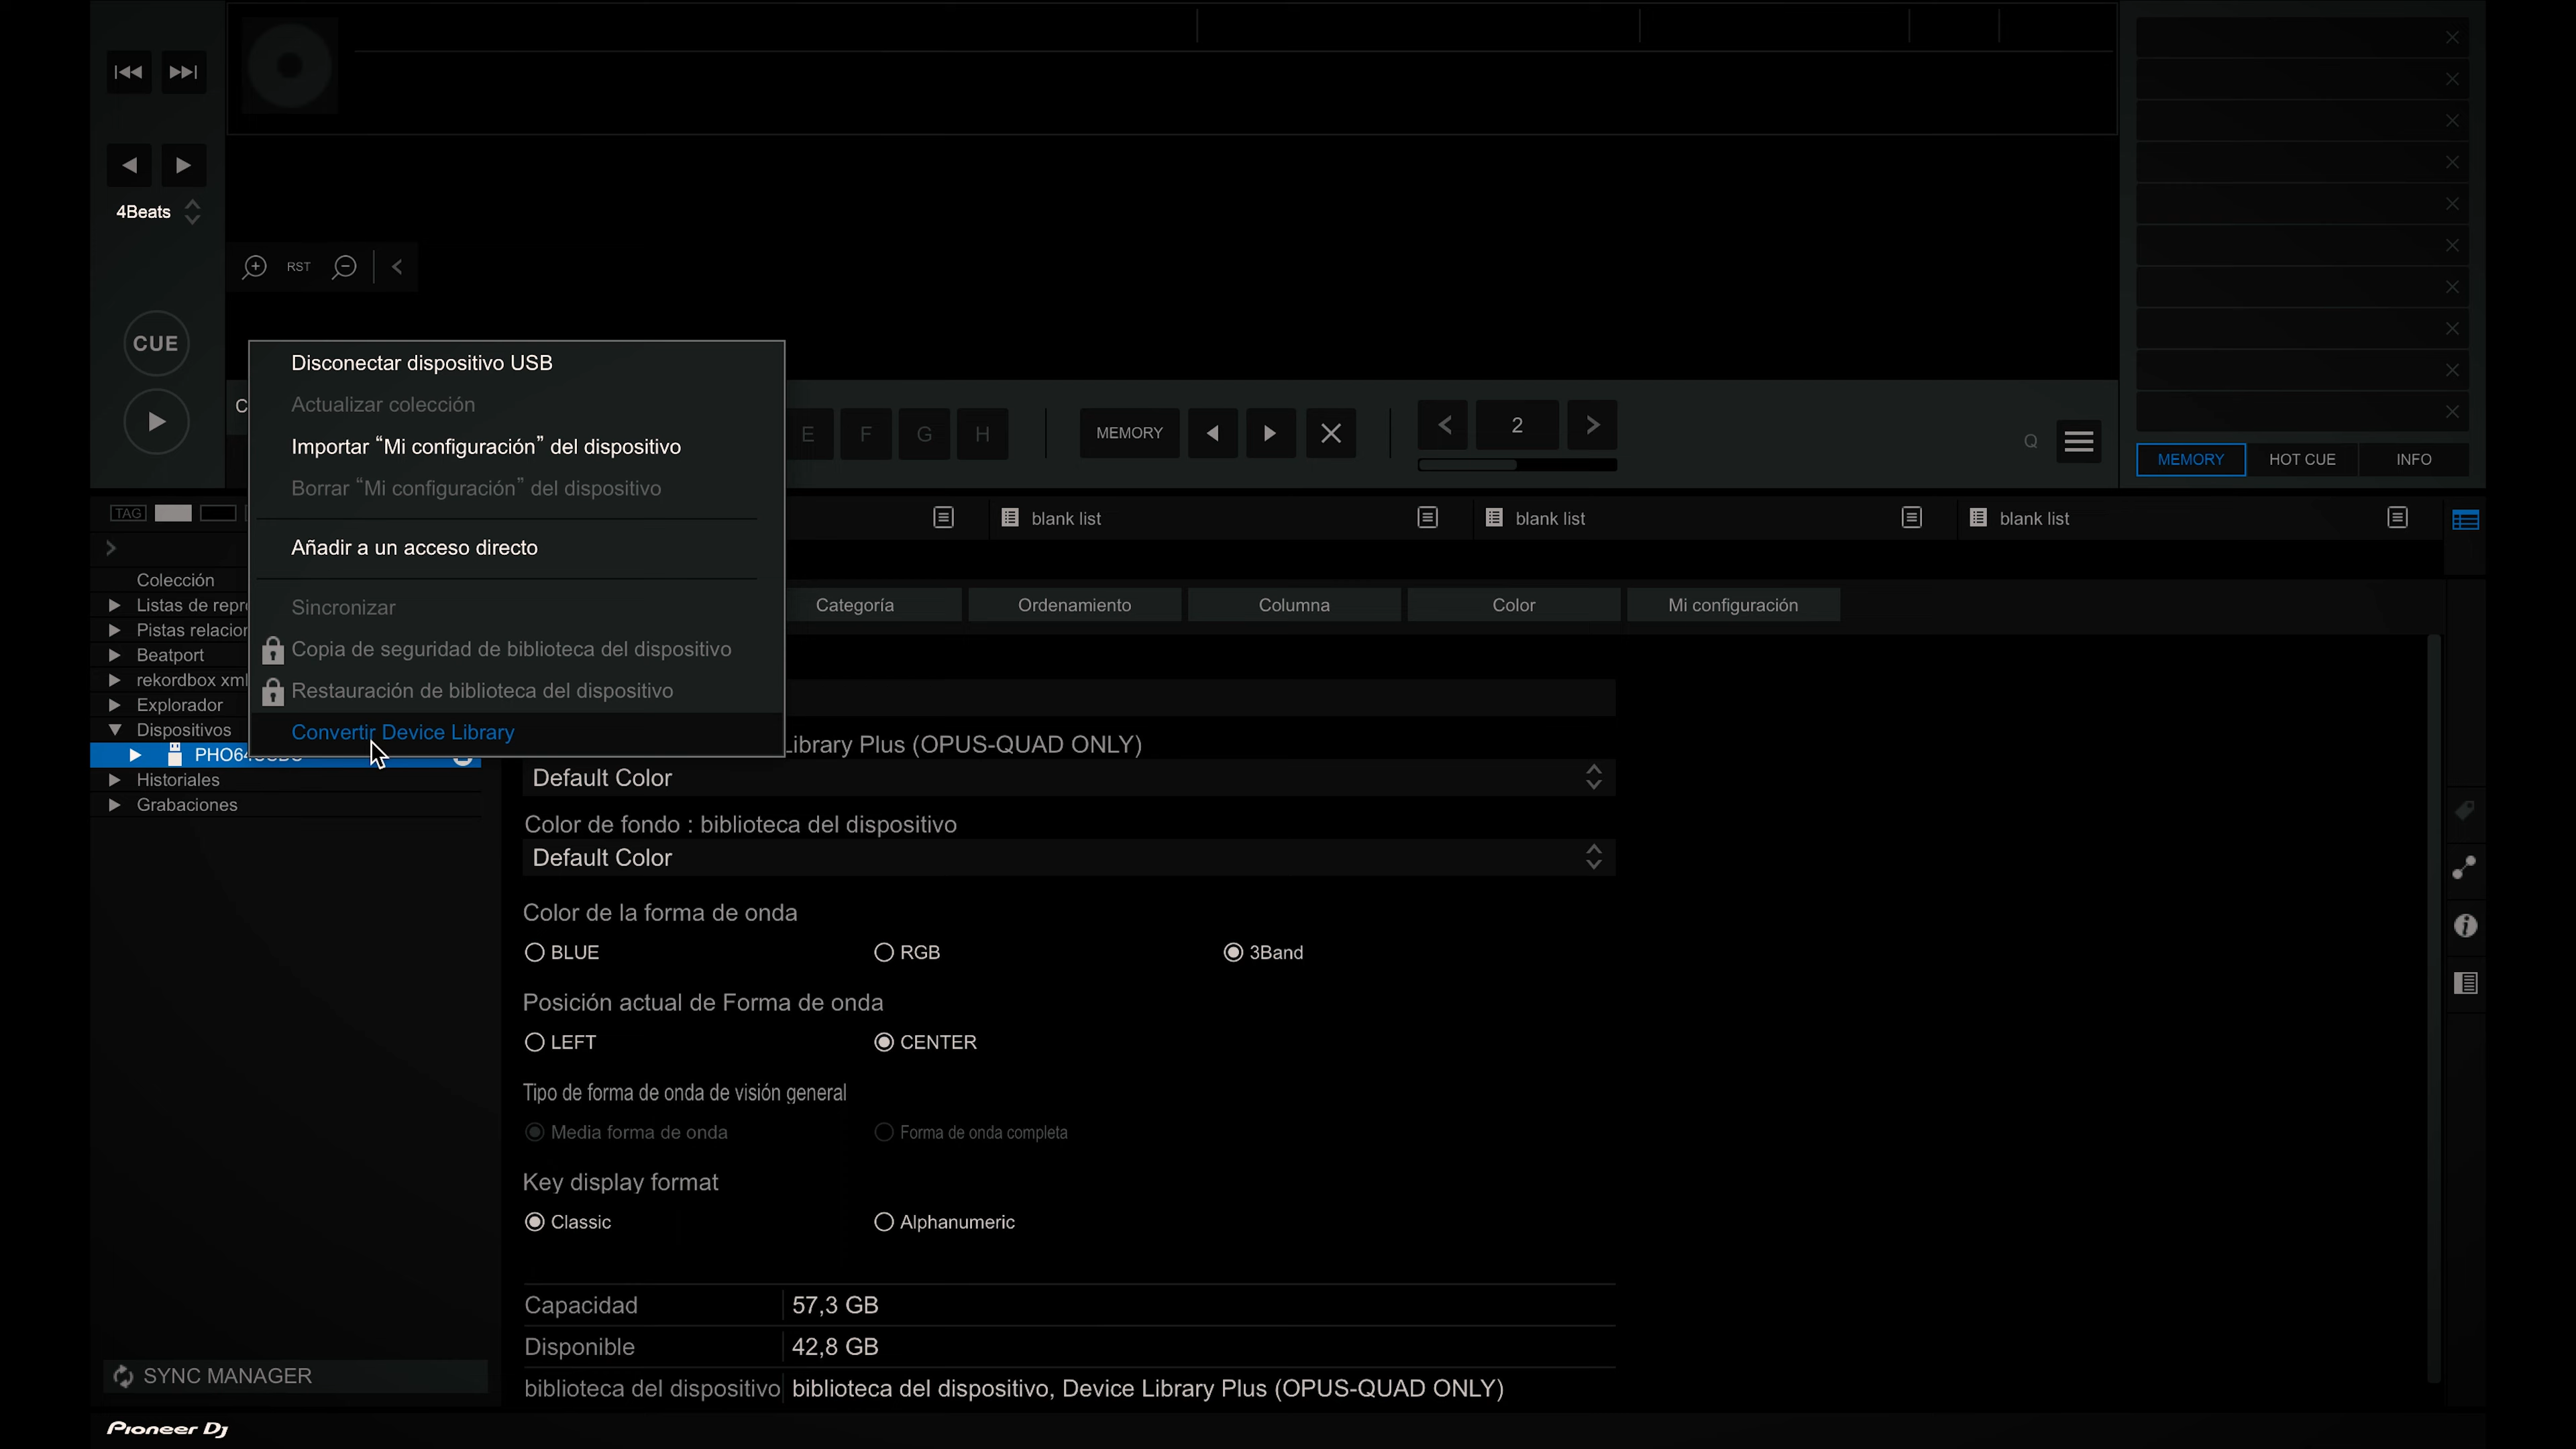 4Beats
RST
CUE
Disconectar dispositivo USB
Actualizar colección
Importar “Mi configuración” del dispositivo
Borrar “Mi configuración” del dispositivo
Añadir a un acceso directo
Sincronizar
Copia de seguridad de biblioteca del dispositivo
Restauración de biblioteca del dispositivo
Convertir Device Library
C
E F G H
MEMORY
2
Q
MEMORY HOT CUE INFO
TAG
blank list
blank list
blank list
Colección
Listas de repr
Pistas relacion
Beatport
rekordbox xml
Explorador
Dispositivos
Historiales
Grabaciones
Categoría Ordenamiento Columna Color Mi configuración
Library Plus (OPUS-QUAD ONLY)
Default Color
Color de fondo : biblioteca del dispositivo
Default Color
Color de la forma de onda
BLUE RGB 3Band
Posición actual de Forma de onda
LEFT CENTER
Tipo de forma de onda de visión general
Media forma de onda Forma de onda completa
Key display format
Classic Alphanumeric
Capacidad 57,3 GB
Disponible 42,8 GB
biblioteca del dispositivo biblioteca del dispositivo, Device Library Plus (OPUS-QUAD ONLY)
SYNC MANAGER
Pioneer Dj